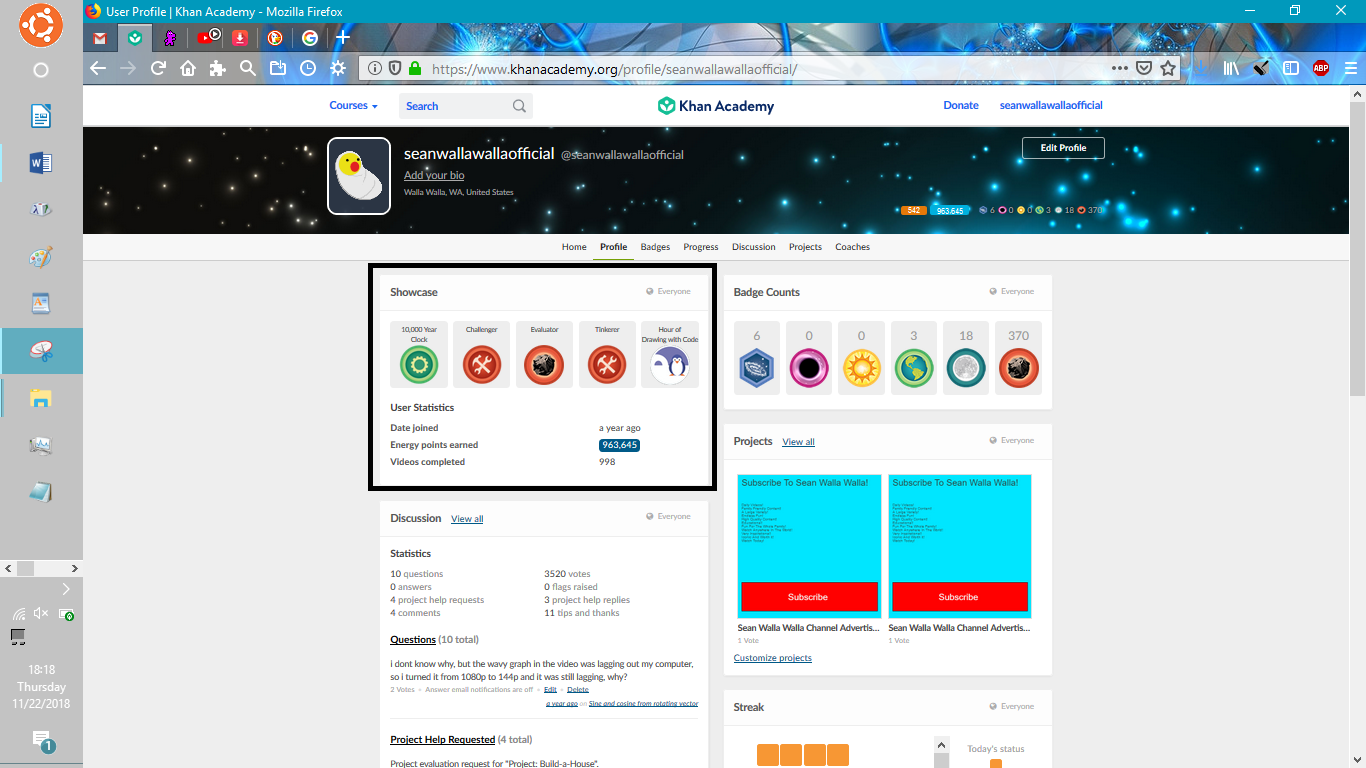 User Profile | Khan Academy - Mozilla Firefox
https://www.khanacademy.org/profile/seanwallawallaofficial/
ABP
Courses
Search
Khan Academy
Donate
seanwallawallaofficial
seanwallawallaofficial @seanwallawallaofficial
Edit Profile
Add your bio
Walla Walla, WA, United States
542 963,645 6 0 0 3 18 370
Home Profile Badges Progress Discussion Projects Coaches
Showcase
Everyone
10,000 Year Clock
Challenger
Evaluator
Tinkerer
Hour of Drawing with Code
User Statistics
Date joined a year ago
Energy points earned 963,645
Videos completed 998
Badge Counts
Everyone
6 0 0 3 18 370
Projects View all
Everyone
Subscribe To Sean Walla Walla!
Subscribe
Sean Walla Walla Channel Advertis...
1 Vote
Subscribe To Sean Walla Walla!
Subscribe
Sean Walla Walla Channel Advertis...
1 Vote
Customize projects
Discussion View all
Everyone
Statistics
10 questions 3520 votes
0 answers 0 flags raised
4 project help requests 3 project help replies
4 comments 11 tips and thanks
Questions (10 total)
i dont know why, but the wavy graph in the video was lagging out my computer,
so i turned it from 1080p to 144p and it was still lagging, why?
2 Votes • Answer email notifications are off • Edit • Delete
a year ago on Sine and cosine from rotating vector
Project Help Requested (4 total)
Project evaluation request for "Project: Build-a-House".
Streak
Everyone
Today's status
18:18
Thursday
11/22/2018
1